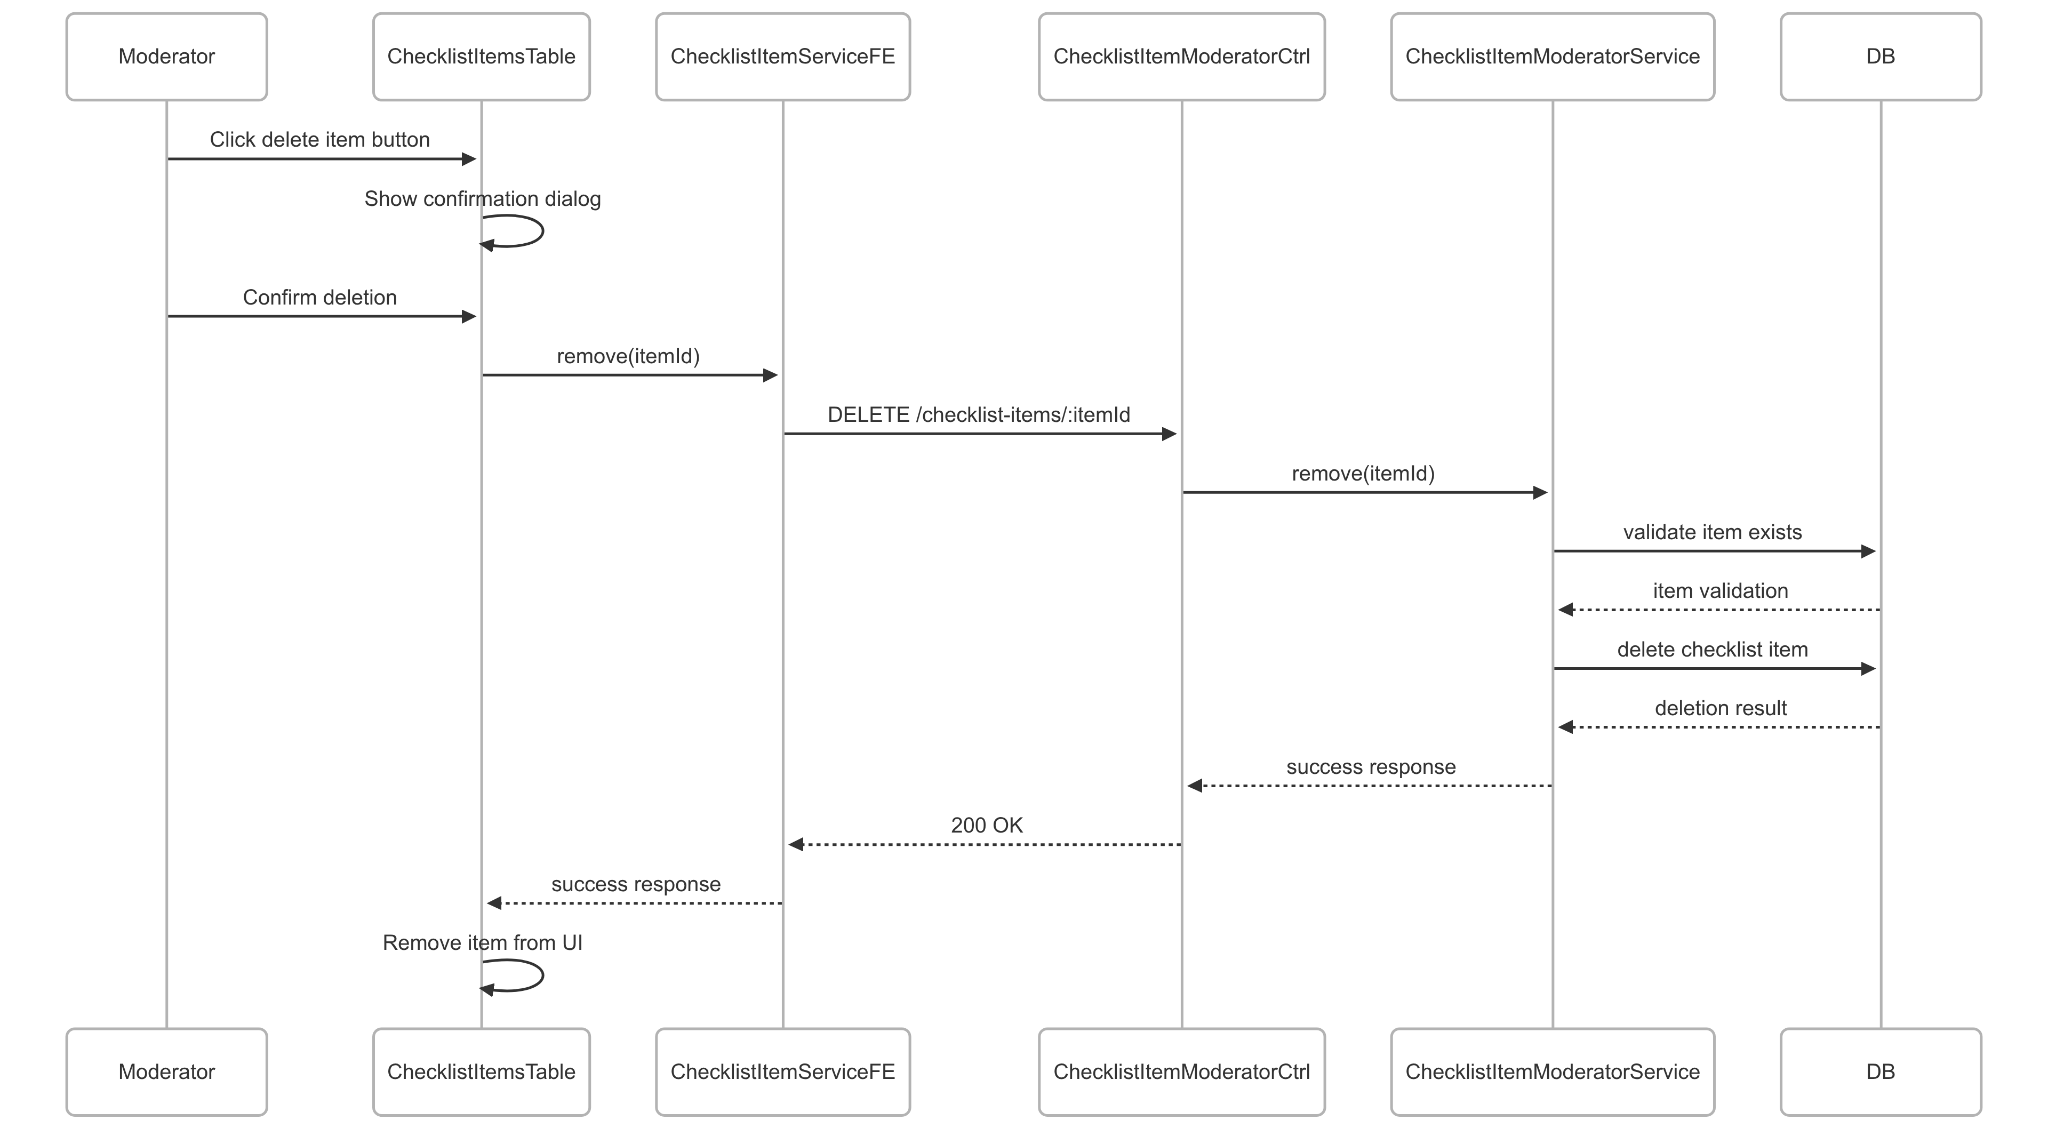 Moderator
ChecklistItemsTable
ChecklistItemServiceFE
ChecklistItemModeratorCtrl
ChecklistItemModeratorService
DB
Click delete item button
Show confirmation dialog
Confirm deletion
remove(itemId)
DELETE /checklist-items/:itemId
remove(itemId)
validate item exists
item validation
delete checklist item
deletion result
success response
200 OK
success response
Remove item from UI
Moderator
ChecklistItemsTable
ChecklistItemServiceFE
ChecklistItemModeratorCtrl
ChecklistItemModeratorService
DB